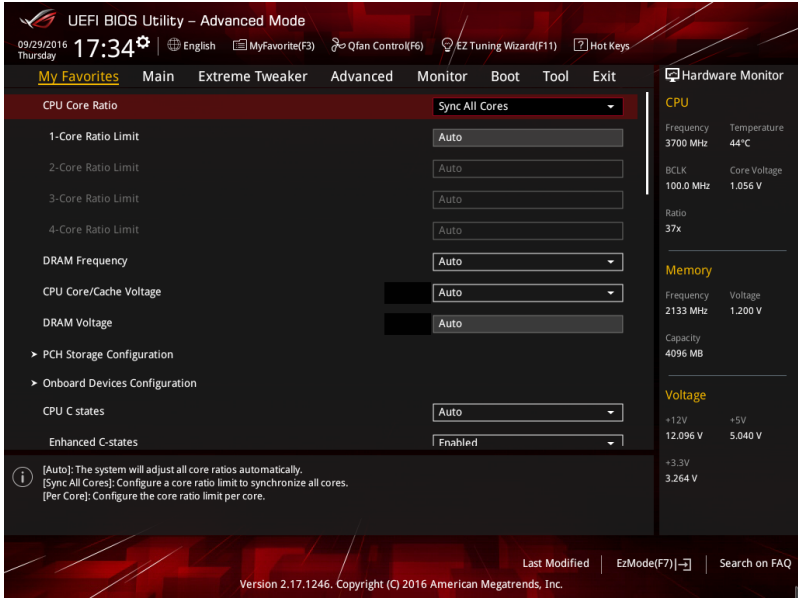 UEFI BIOS Utility – Advanced Mode
09/29/2016
Thursday
17:34
English
MyFavorite(F3)
Qfan Control(F6)
EZ Tuning Wizard(F11)
? Hot Keys
My Favorites Main Extreme Tweaker Advanced Monitor Boot Tool Exit
CPU Core Ratio Sync All Cores
1-Core Ratio Limit Auto
2-Core Ratio Limit Auto
3-Core Ratio Limit Auto
4-Core Ratio Limit Auto
DRAM Frequency Auto
CPU Core/Cache Voltage Auto
DRAM Voltage Auto
> PCH Storage Configuration
> Onboard Devices Configuration
CPU C states Auto
Enhanced C-states Enabled
[Auto]: The system will adjust all core ratios automatically.
[Sync All Cores]: Configure a core ratio limit to synchronize all cores.
[Per Core]: Configure the core ratio limit per core.
Hardware Monitor
CPU
Frequency Temperature
3700 MHz 44°C
BCLK Core Voltage
100.0 MHz 1.056 V
Ratio
37x
Memory
Frequency Voltage
2133 MHz 1.200 V
Capacity
4096 MB
Voltage
+12V +5V
12.096 V 5.040 V
+3.3V
3.264 V
Last Modified EzMode(F7) Search on FAQ
Version 2.17.1246. Copyright (C) 2016 American Megatrends, Inc.